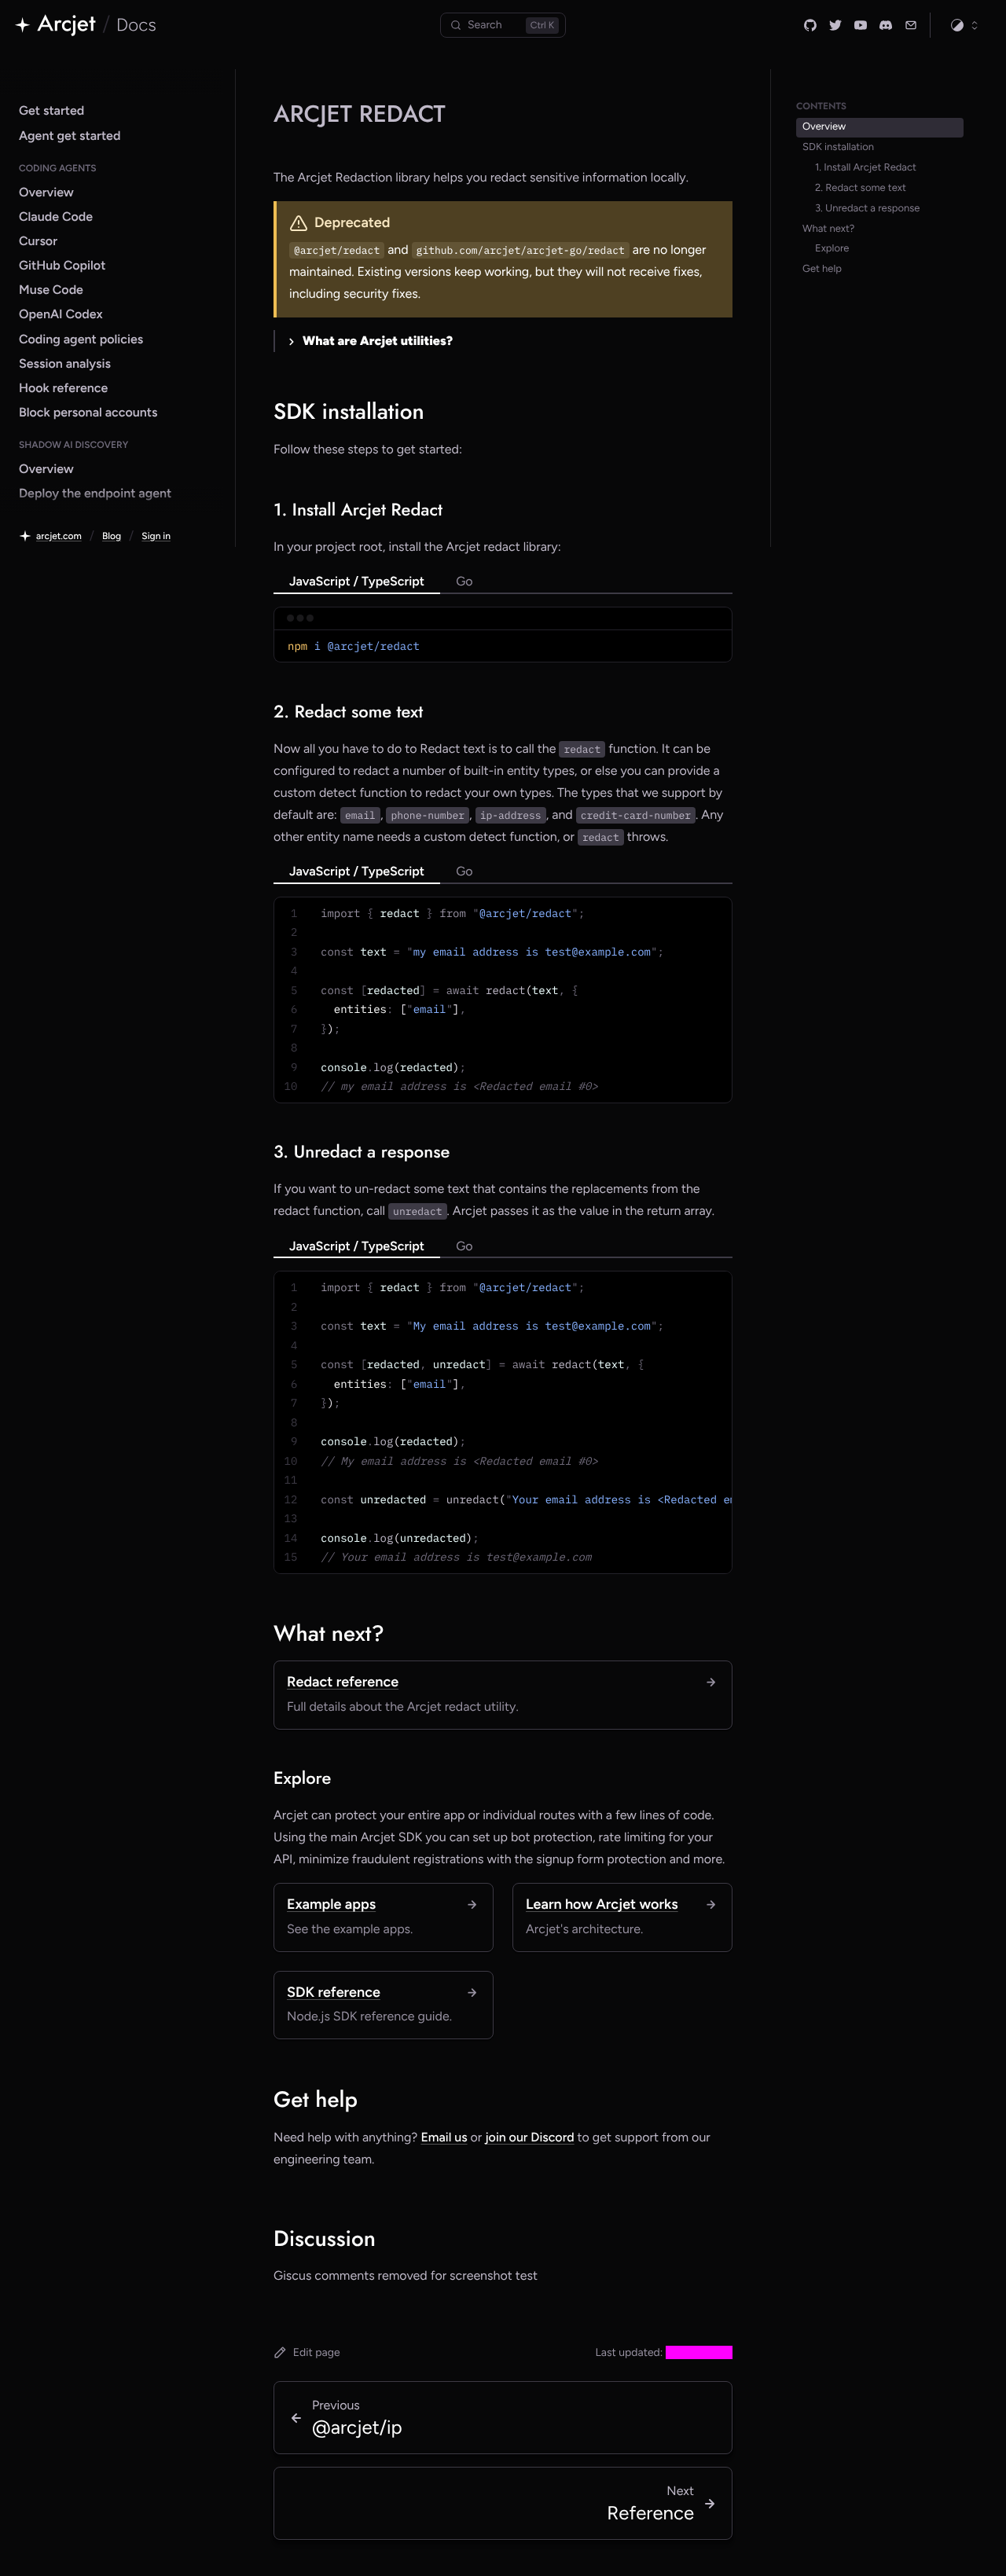 Arcjet / Docs
Search Ctrl K
Get started
Agent get started
CODING AGENTS
Overview
Claude Code
Cursor
GitHub Copilot
Muse Code
OpenAI Codex
Coding agent policies
Session analysis
Hook reference
Block personal accounts
SHADOW AI DISCOVERY
Overview
Deploy the endpoint agent
arcjet.com / Blog / Sign in
ARCJET REDACT
The Arcjet Redaction library helps you redact sensitive information locally.
Deprecated
@arcjet/redact and github.com/arcjet/arcjet-go/redact are no longer
maintained. Existing versions keep working, but they will not receive fixes,
including security fixes.
What are Arcjet utilities?
SDK installation
Follow these steps to get started:
1. Install Arcjet Redact
In your project root, install the Arcjet redact library:
JavaScript / TypeScript Go
npm i @arcjet/redact
2. Redact some text
Now all you have to do to Redact text is to call the redact function. It can be
configured to redact a number of built-in entity types, or else you can provide a
custom detect function to redact your own types. The types that we support by
default are: email, phone-number, ip-address, and credit-card-number. Any
other entity name needs a custom detect function, or redact throws.
JavaScript / TypeScript Go
1 import { redact } from "@arcjet/redact";
2
3 const text = "my email address is test@example.com";
4
5 const [redacted] = await redact(text, {
6 entities: ["email"],
7 });
8
9 console.log(redacted);
10 // my email address is <Redacted email #0>
3. Unredact a response
If you want to un-redact some text that contains the replacements from the
redact function, call unredact. Arcjet passes it as the value in the return array.
JavaScript / TypeScript Go
1 import { redact } from "@arcjet/redact";
2
3 const text = "My email address is test@example.com";
4
5 const [redacted, unredact] = await redact(text, {
6 entities: ["email"],
7 });
8
9 console.log(redacted);
10 // My email address is <Redacted email #0>
11
12 const unredacted = unredact("Your email address is <Redacted em
13
14 console.log(unredacted);
15 // Your email address is test@example.com
What next?
Redact reference
Full details about the Arcjet redact utility.
Explore
Arcjet can protect your entire app or individual routes with a few lines of code.
Using the main Arcjet SDK you can set up bot protection, rate limiting for your
API, minimize fraudulent registrations with the signup form protection and more.
Example apps
See the example apps.
Learn how Arcjet works
Arcjet's architecture.
SDK reference
Node.js SDK reference guide.
Get help
Need help with anything? Email us or join our Discord to get support from our
engineering team.
Discussion
Giscus comments removed for screenshot test
Edit page
Last updated:
Previous
@arcjet/ip
Next
Reference
CONTENTS
Overview
SDK installation
1. Install Arcjet Redact
2. Redact some text
3. Unredact a response
What next?
Explore
Get help